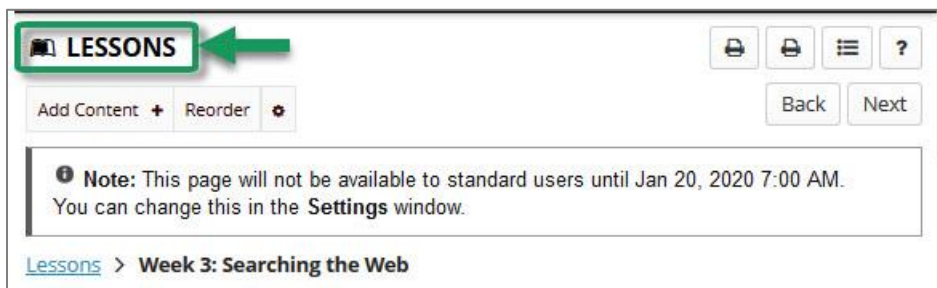 LESSONS
?
Add Content + Reorder
Back Next
Note: This page will not be available to standard users until Jan 20, 2020 7:00 AM.
You can change this in the Settings window.
Lessons > Week 3: Searching the Web